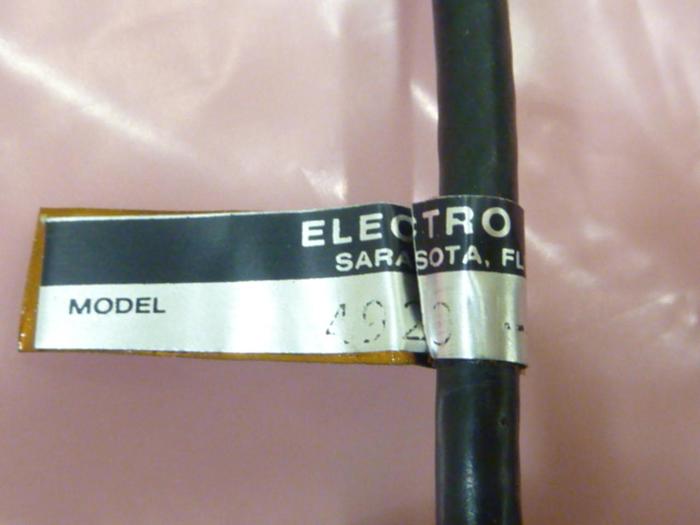 ELECTRO
SARASOTA, FL
MODEL 4920